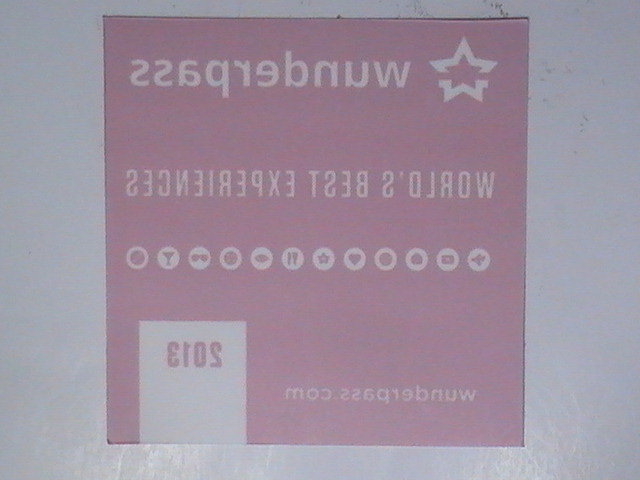 wunderpass
WORLD'S BEST EXPERIENCES
2013
wunderpass.com